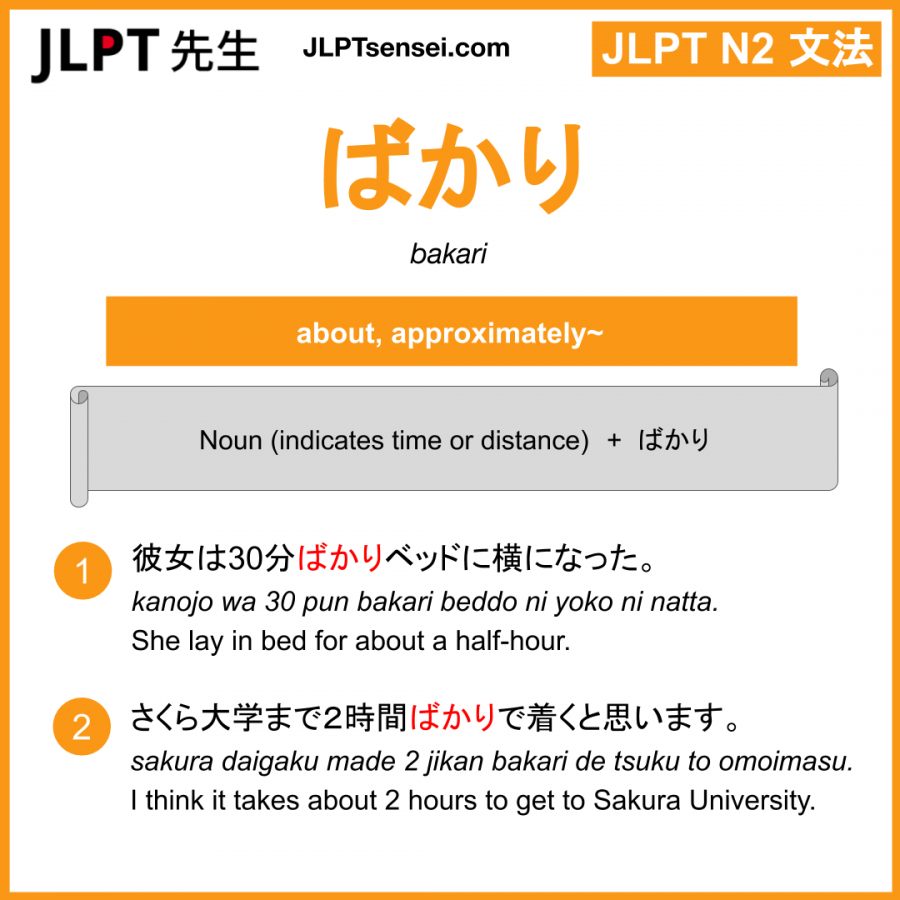 JLPT 先生
JLPTsensei.com
JLPT N2 文法
ばかり
bakari
about, approximately~
Noun (indicates time or distance) + ばかり
1 彼女は30分ばかりベッドに横になった。
kanojo wa 30 pun bakari beddo ni yoko ni natta.
She lay in bed for about a half-hour.
2 さくら大学まで２時間ばかりで着くと思います。
sakura daigaku made 2 jikan bakari de tsuku to omoimasu.
I think it takes about 2 hours to get to Sakura University.